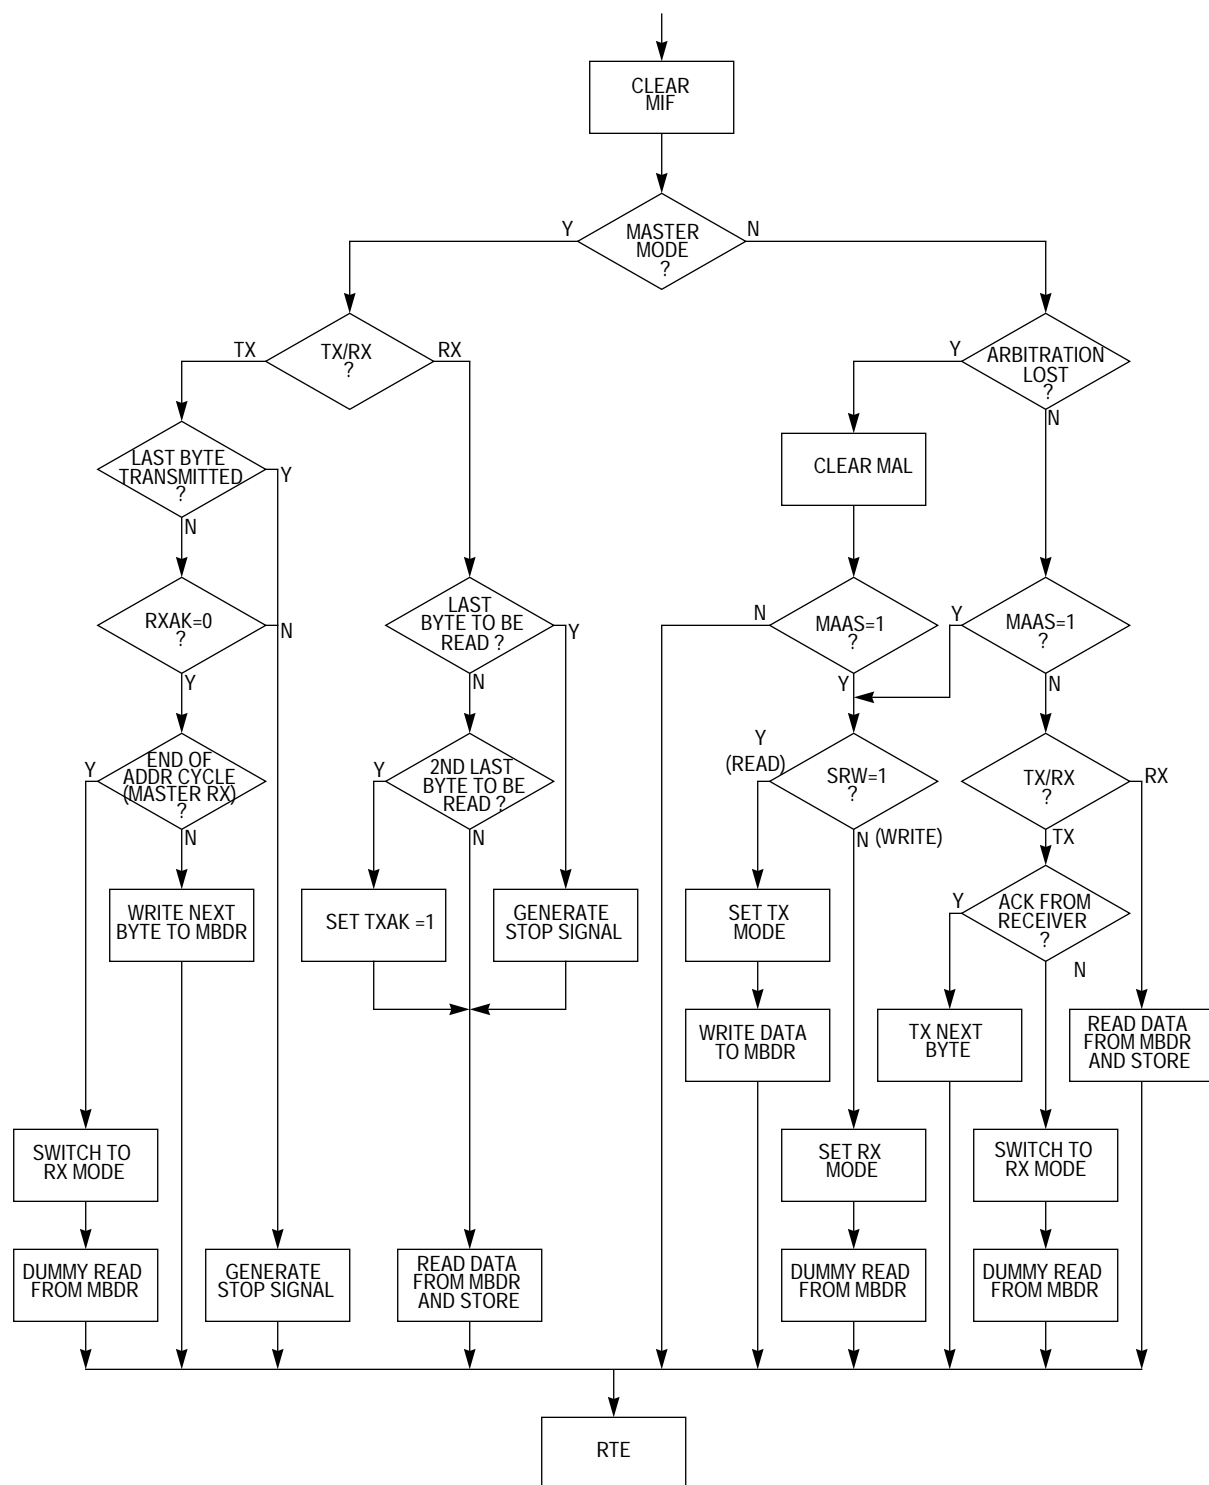 CLEAR
MIF
Y
MASTER
MODE
?
N
TX
TX/RX
?
RX
Y
ARBITRATION
LOST
?
N
LAST BYTE
TRANSMITTED
?
Y
N
CLEAR MAL
RXAK=0
?
N
Y
LAST
BYTE TO BE
READ ?
Y
N
N
MAAS=1
?
Y
Y
MAAS=1
?
N
Y
END OF
ADDR CYCLE
(MASTER RX)
?
N
Y
2ND LAST
BYTE TO BE
READ ?
N
Y
(READ)
SRW=1
?
N (WRITE)
TX/RX
?
RX
TX
WRITE NEXT
BYTE TO MBDR
SET TXAK =1
GENERATE
STOP SIGNAL
SET TX
MODE
Y
ACK FROM
RECEIVER
?
N
WRITE DATA
TO MBDR
TX NEXT
BYTE
READ DATA
FROM MBDR
AND STORE
SWITCH TO
RX MODE
SET RX
MODE
SWITCH TO
RX MODE
DUMMY READ
FROM MBDR
GENERATE
STOP SIGNAL
READ DATA
FROM MBDR
AND STORE
DUMMY READ
FROM MBDR
DUMMY READ
FROM MBDR
RTE